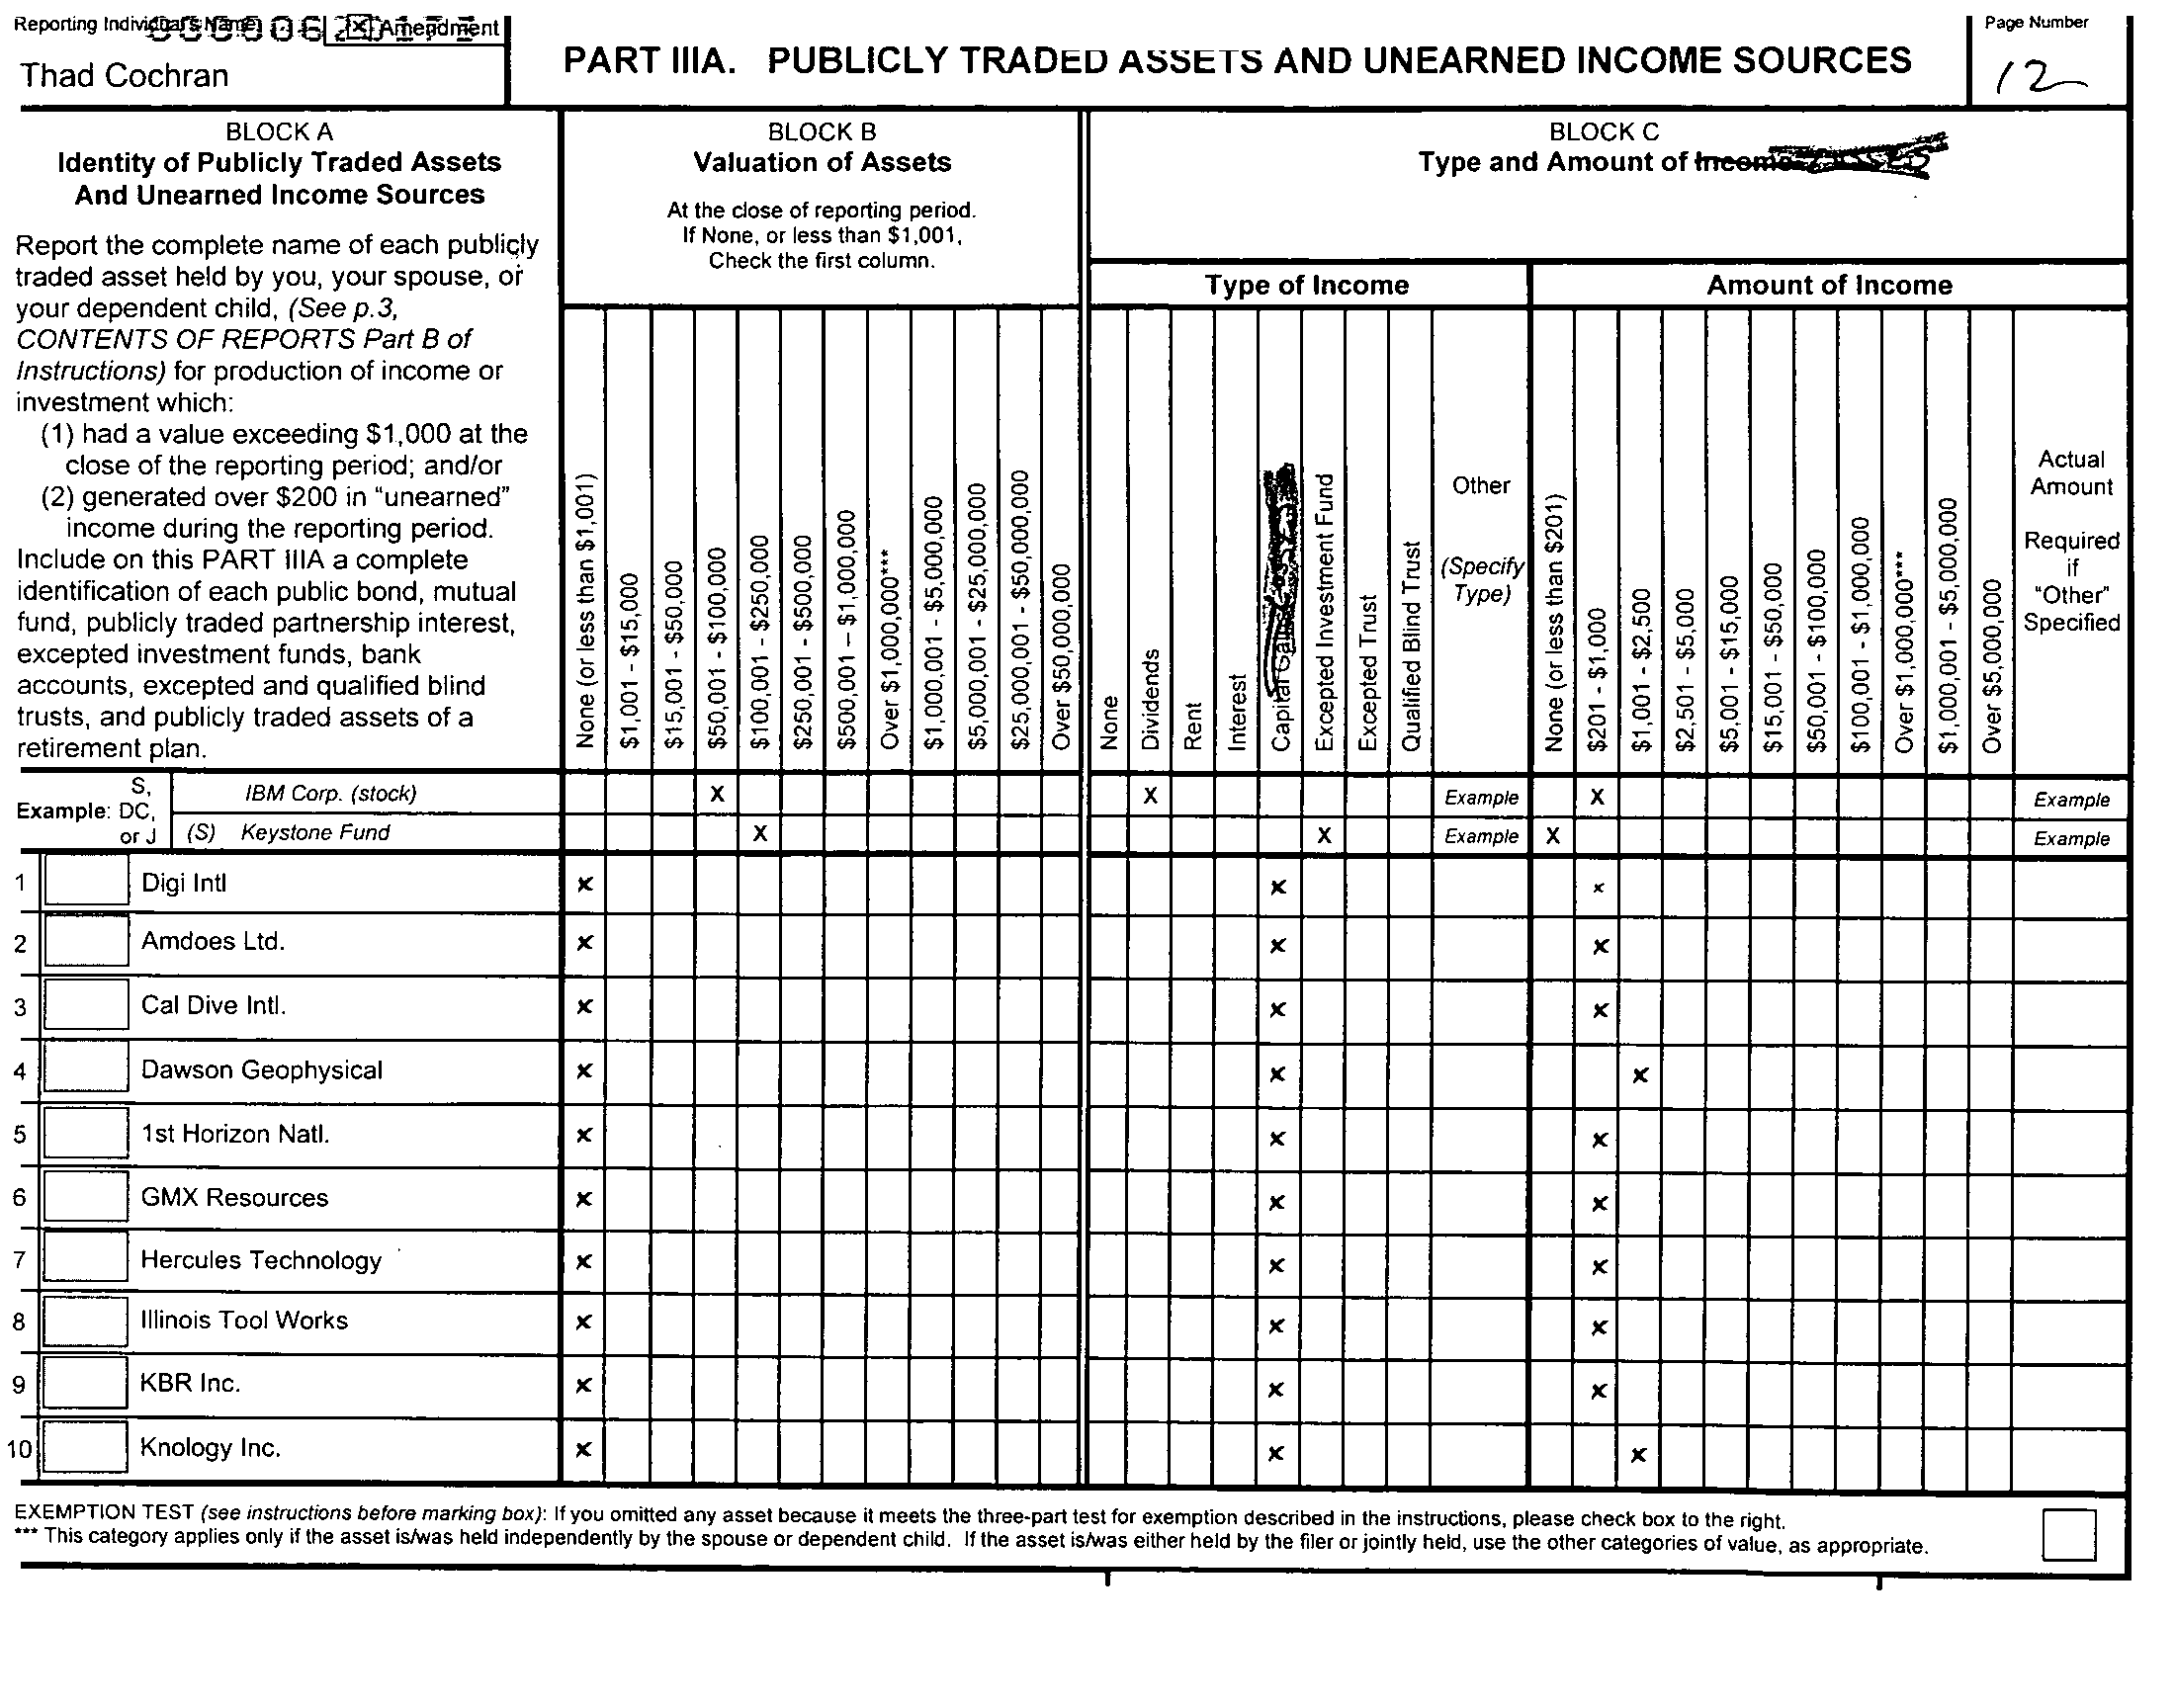 Reporting Individual's Name
Amendment
Thad Cochran
PART IIIA. PUBLICLY TRADED ASSETS AND UNEARNED INCOME SOURCES
Page Number
12
BLOCK A
Identity of Publicly Traded Assets
And Unearned Income Sources
Report the complete name of each publicly
traded asset held by you, your spouse, or
your dependent child, (See p.3,
CONTENTS OF REPORTS Part B of
Instructions) for production of income or
investment which:
(1) had a value exceeding $1,000 at the
close of the reporting period; and/or
(2) generated over $200 in "unearned"
income during the reporting period.
Include on this PART IIIA a complete
identification of each public bond, mutual
fund, publicly traded partnership interest,
excepted investment funds, bank
accounts, excepted and qualified blind
trusts, and publicly traded assets of a
retirement plan.
BLOCK B
Valuation of Assets
At the close of reporting period.
If None, or less than $1,001,
Check the first column.
None (or less than $1,001)
$1,001 - $15,000
$15,001 - $50,000
$50,001 - $100,000
$100,001 - $250,000
$250,001 - $500,000
$500,001 – $1,000,000
Over $1,000,000***
$1,000,001 - $5,000,000
$5,000,001 - $25,000,000
$25,000,001 - $50,000,000
Over $50,000,000
BLOCK C
Type and Amount of Income
Type of Income
None
Dividends
Rent
Interest
Capital Gains
Excepted Investment Fund
Excepted Trust
Qualified Blind Trust
Other
(Specify
Type)
Amount of Income
None (or less than $201)
$201 - $1,000
$1,001 - $2,500
$2,501 - $5,000
$5,001 - $15,000
$15,001 - $50,000
$50,001 - $100,000
$100,001 - $1,000,000
Over $1,000,000***
$1,000,001 - $5,000,000
Over $5,000,000
Actual
Amount
Required
if
"Other"
Specified
Example: S, DC, or J
IBM Corp. (stock) X X Example X Example
(S) Keystone Fund X X Example X Example
1 Digi Intl x x x
2 Amdoes Ltd. x x x
3 Cal Dive Intl. x x x
4 Dawson Geophysical x x x
5 1st Horizon Natl. x x x
6 GMX Resources x x x
7 Hercules Technology x x x
8 Illinois Tool Works x x x
9 KBR Inc. x x x
10 Knology Inc. x x x
EXEMPTION TEST (see instructions before marking box): If you omitted any asset because it meets the three-part test for exemption described in the instructions, please check box to the right.
*** This category applies only if the asset is/was held independently by the spouse or dependent child. If the asset is/was either held by the filer or jointly held, use the other categories of value, as appropriate.